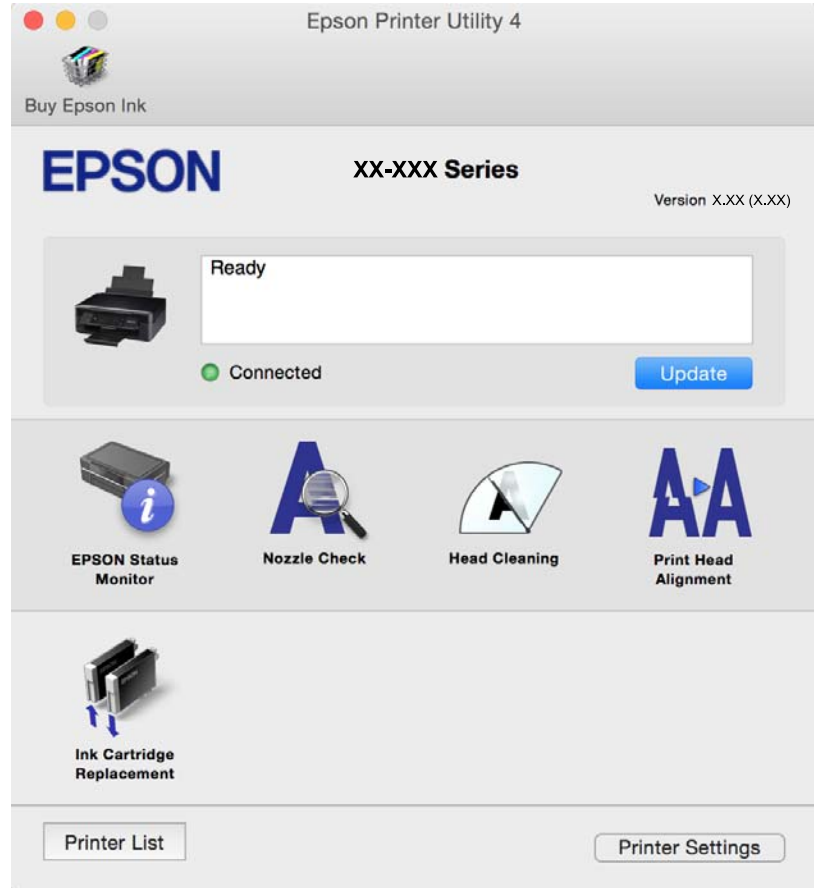 Epson Printer Utility 4
Buy Epson Ink
EPSON
XX-XXX Series
Version X.XX (X.XX)
Ready
Connected
Update
EPSON Status
Monitor
Nozzle Check
Head Cleaning
Print Head
Alignment
Ink Cartridge
Replacement
Printer List
Printer Settings